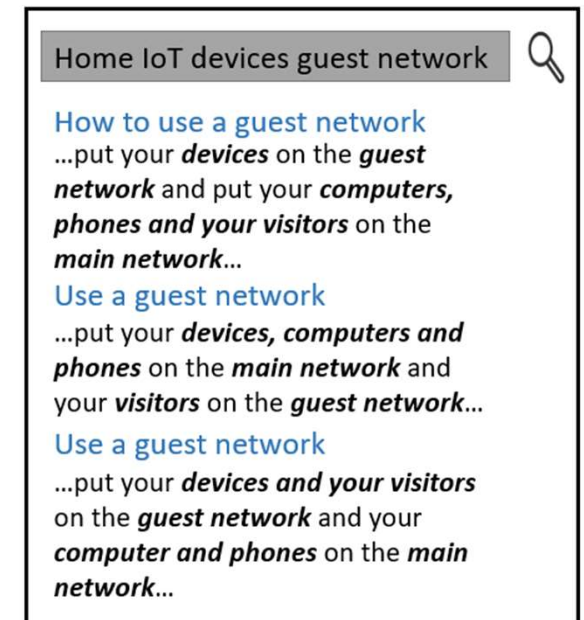 Home IoT devices guest network
How to use a guest network
...put your devices on the guest
network and put your computers,
phones and your visitors on the
main network...
Use a guest network
...put your devices, computers and
phones on the main network and
your visitors on the guest network...
Use a guest network
...put your devices and your visitors
on the guest network and your
computer and phones on the main
network...